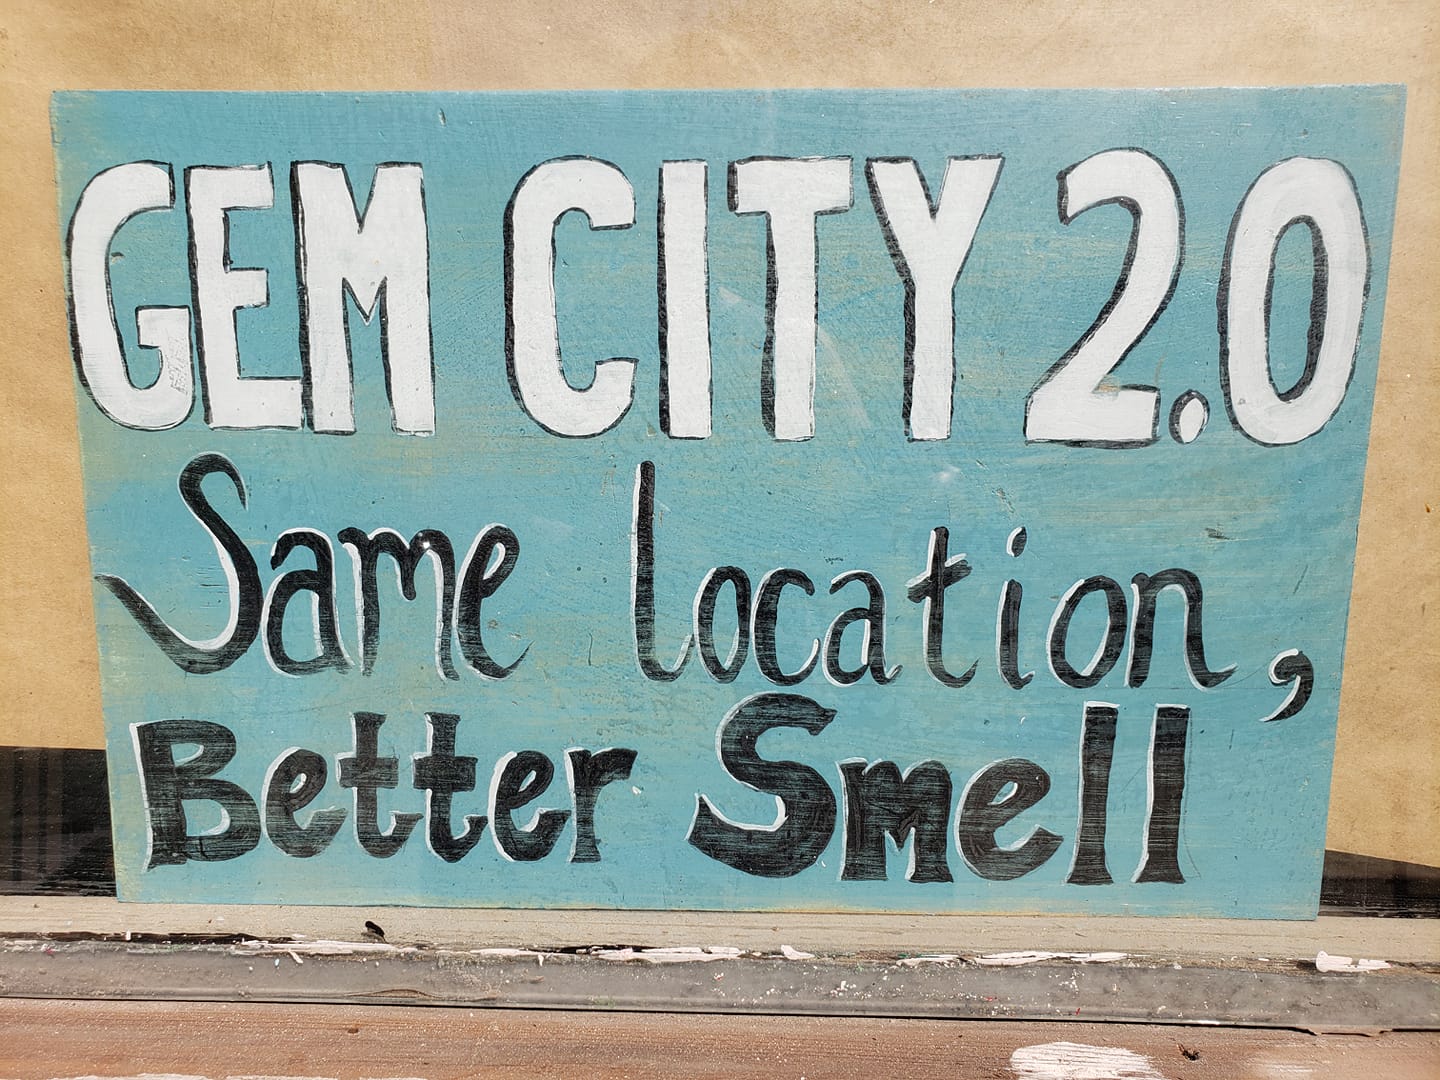 GEM CITY 2.0
Same location,
Better Smell